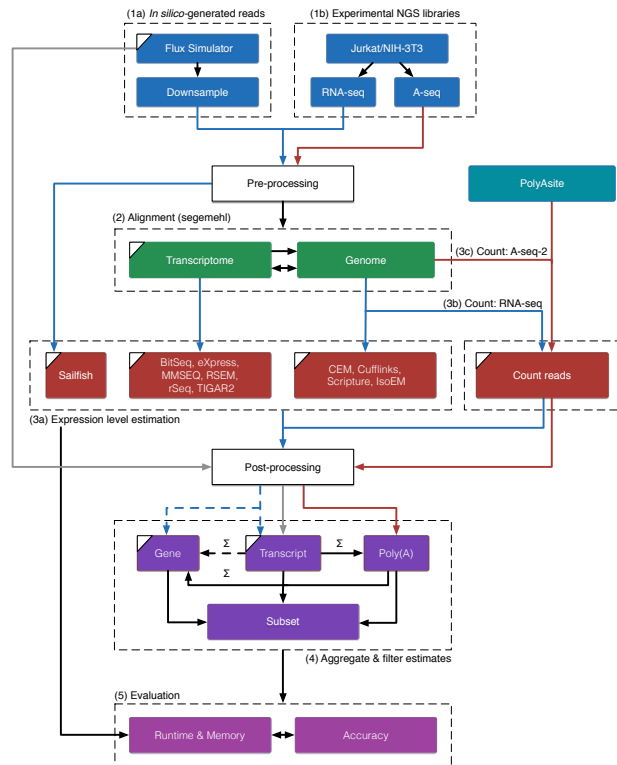 (1a) In silico-generated reads
(1b) Experimental NGS libraries
Flux Simulator
Jurkat/NIH-3T3
Downsample
RNA-seq
A-seq
Pre-processing
PolyAsite
(2) Alignment (segemehl)
Transcriptome
Genome
(3c) Count: A-seq-2
(3b) Count: RNA-seq
Sailfish
BitSeq, eXpress,
MMSEQ, RSEM,
rSeq, TIGAR2
CEM, Cufflinks,
Scripture, IsoEM
Count reads
(3a) Expression level estimation
Post-processing
Gene
Σ
Transcript
Σ
Poly(A)
Σ
Subset
(4) Aggregate & filter estimates
(5) Evaluation
Runtime & Memory
Accuracy